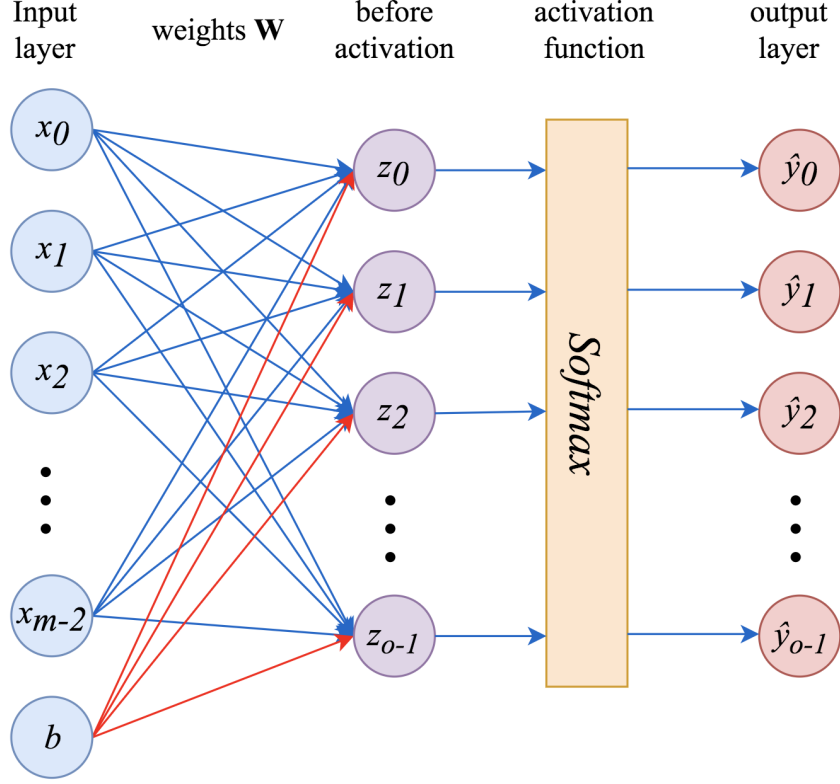 Input layer
weights W
before activation
activation function
output layer
x0
x1
x2
xm-2
b
z0
z1
z2
zo-1
Softmax
ŷ0
ŷ1
ŷ2
ŷo-1